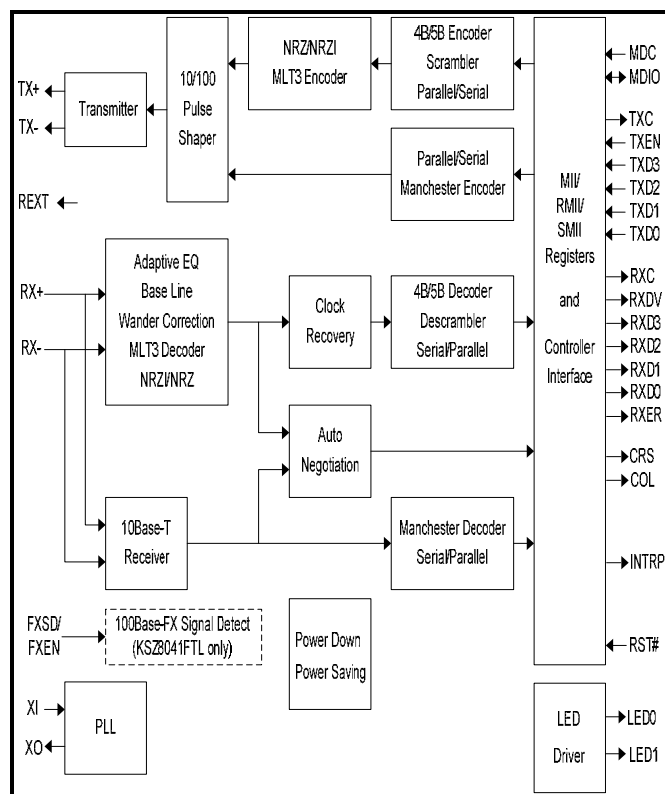 NRZ/NRZI
MLT3 Encoder
4B/5B Encoder
Scrambler
Parallel/Serial
10/100
Pulse
Shaper
Transmitter
TX+
TX-
REXT
Parallel/Serial
Manchester Encoder
MII/
RMII/
SMII
Registers
and
Controller
Interface
MDC
MDIO
TXC
TXEN
TXD3
TXD2
TXD1
TXD0
RXC
RXDV
RXD3
RXD2
RXD1
RXD0
RXER
CRS
COL
INTRP
RST#
RX+
RX-
Adaptive EQ
Base Line
Wander Correction
MLT3 Decoder
NRZI/NRZ
Clock
Recovery
4B/5B Decoder
Descrambler
Serial/Parallel
Auto
Negotiation
10Base-T
Receiver
Manchester Decoder
Serial/Parallel
FXSD/
FXEN
100Base-FX Signal Detect
(KSZ8041FTL only)
Power Down
Power Saving
XI
XO
PLL
LED
Driver
LED0
LED1